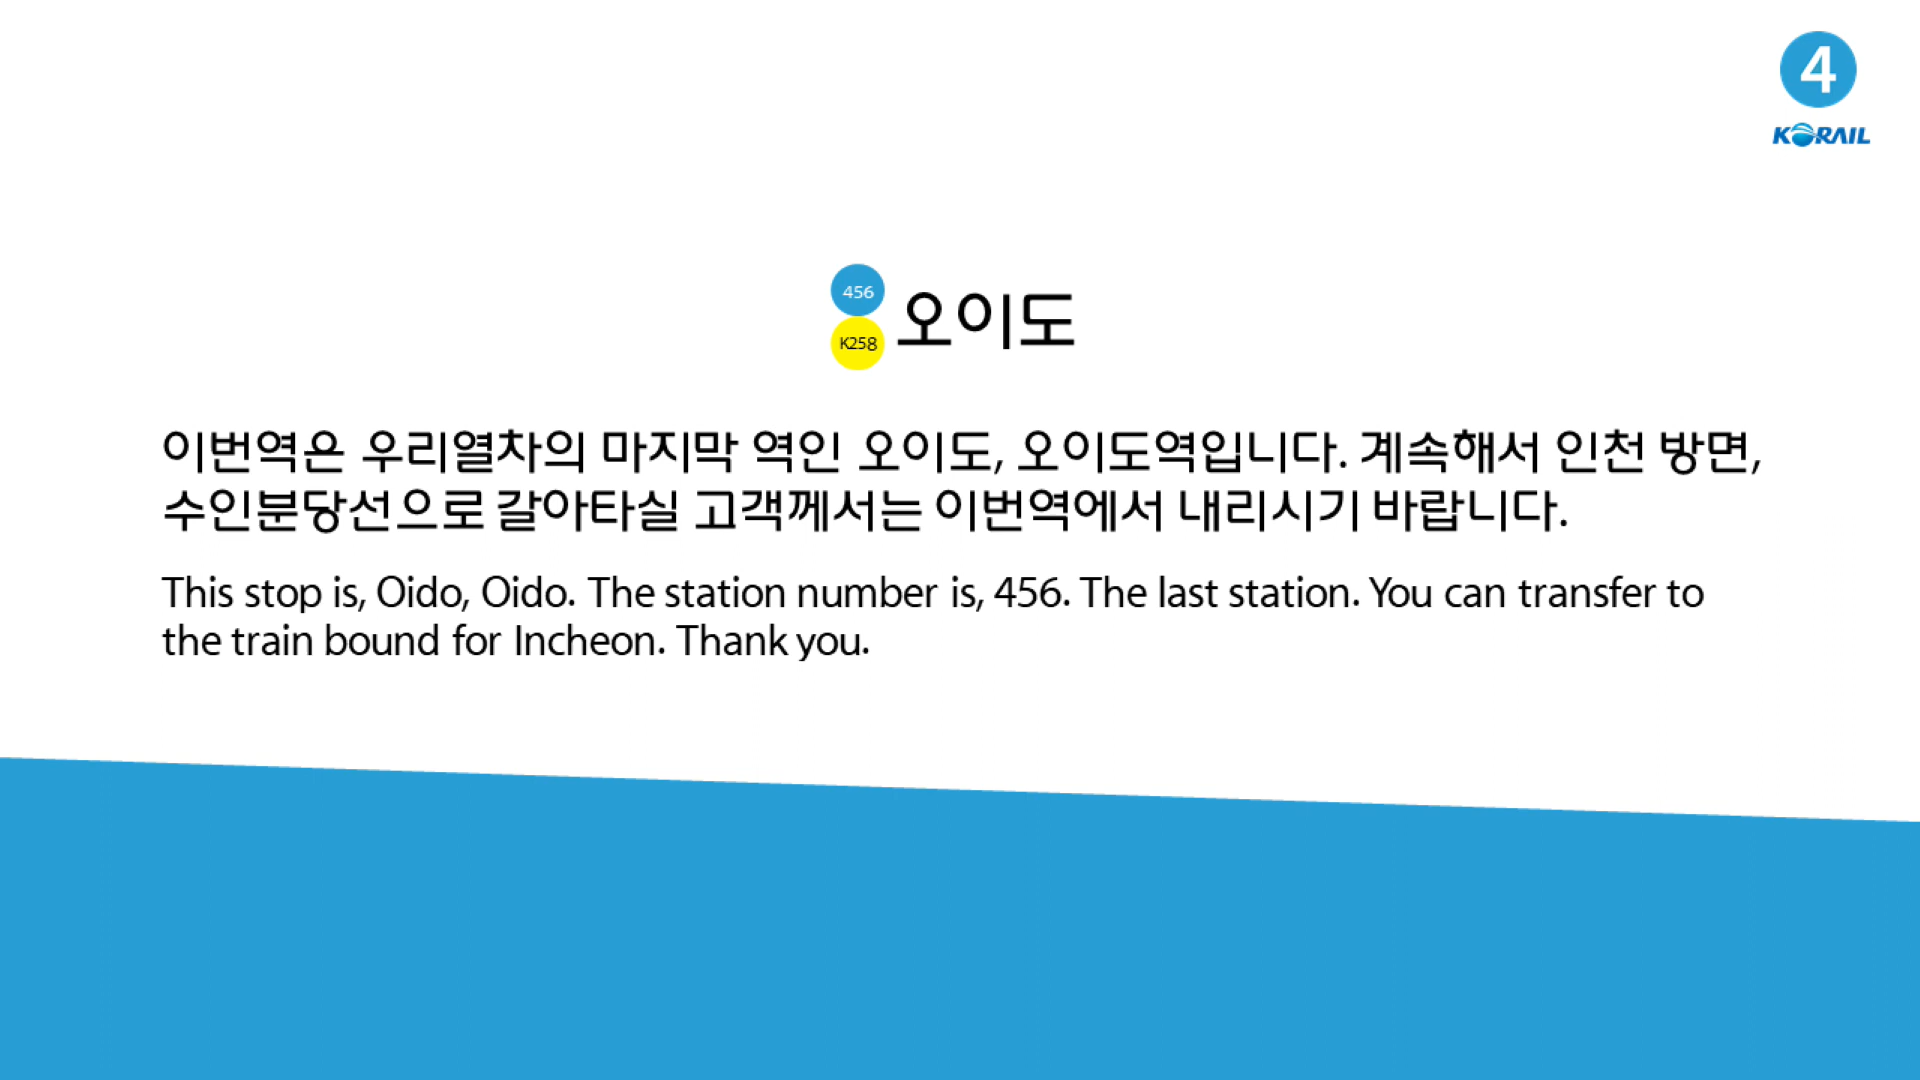 4
KORAIL
456
K258
오이도
이번역은 우리열차의 마지막 역인 오이도, 오이도역입니다. 계속해서 인천 방면,
수인분당선으로 갈아타실 고객께서는 이번역에서 내리시기 바랍니다.
This stop is, Oido, Oido. The station number is, 456. The last station. You can transfer to
the train bound for Incheon. Thank you.